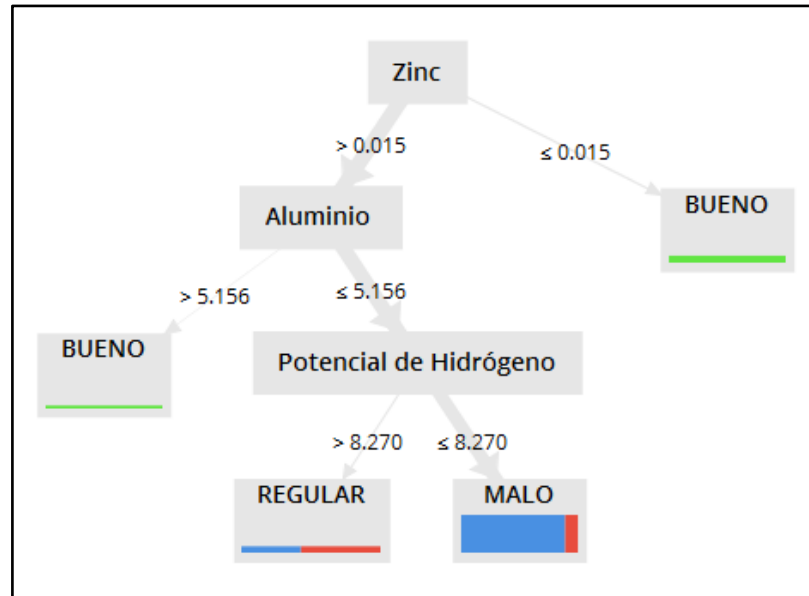 Zinc
> 0.015
≤ 0.015
Aluminio
BUENO
> 5.156
≤ 5.156
BUENO
Potencial de Hidrógeno
> 8.270
≤ 8.270
REGULAR
MALO